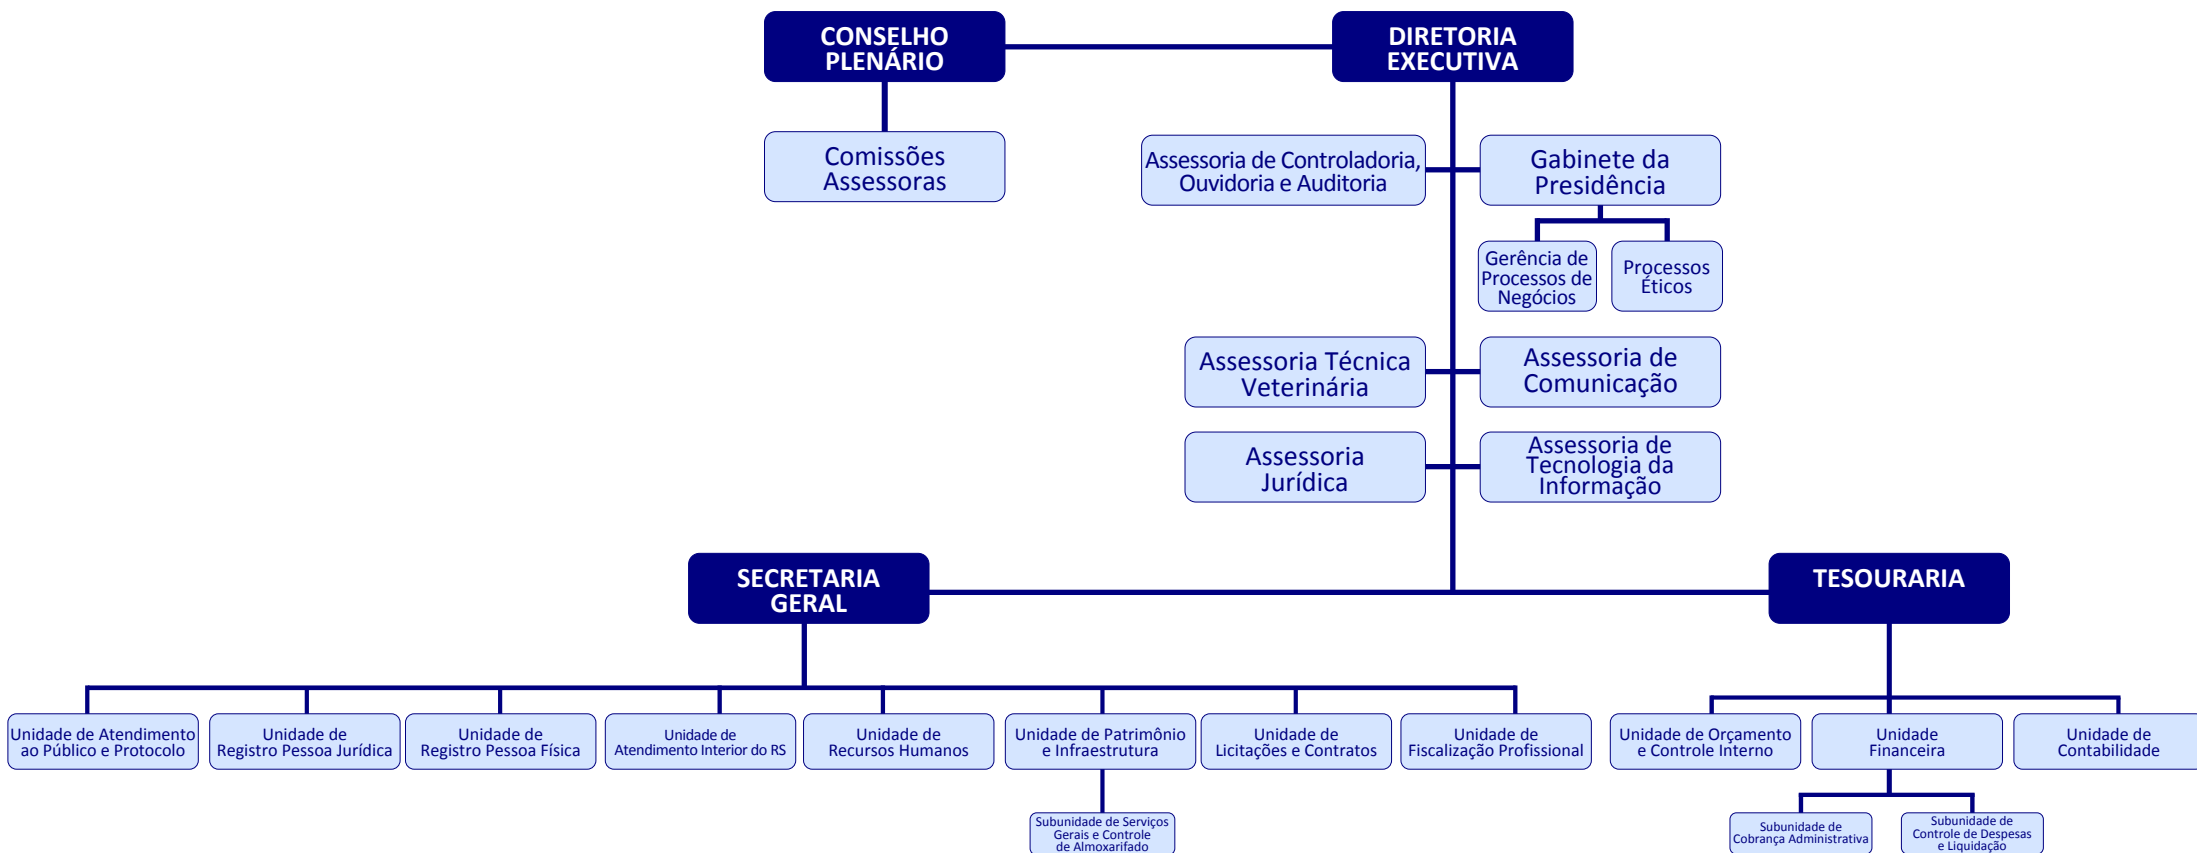 CONSELHO
PLENÁRIO
DIRETORIA
EXECUTIVA
Comissões
Assessoras
Assessoria de Controladoria,
Ouvidoria e Auditoria
Gabinete da
Presidência
Gerência de
Processos de
Negócios
Processos
Éticos
Assessoria Técnica
Veterinária
Assessoria de
Comunicação
Assessoria
Jurídica
Assessoria de
Tecnologia da
Informação
SECRETARIA
GERAL
TESOURARIA
Unidade de Atendimento
ao Público e Protocolo
Unidade de
Registro Pessoa Jurídica
Unidade de
Registro Pessoa Física
Unidade de
Atendimento Interior do RS
Unidade de
Recursos Humanos
Unidade de Patrimônio
e Infraestrutura
Unidade de
Licitações e Contratos
Unidade de
Fiscalização Profissional
Unidade de Orçamento
e Controle Interno
Unidade
Financeira
Unidade de
Contabilidade
Subunidade de Serviços
Gerais e Controle
de Almoxarifado
Subunidade de
Cobrança Administrativa
Subunidade de
Controle de Despesas
e Liquidação